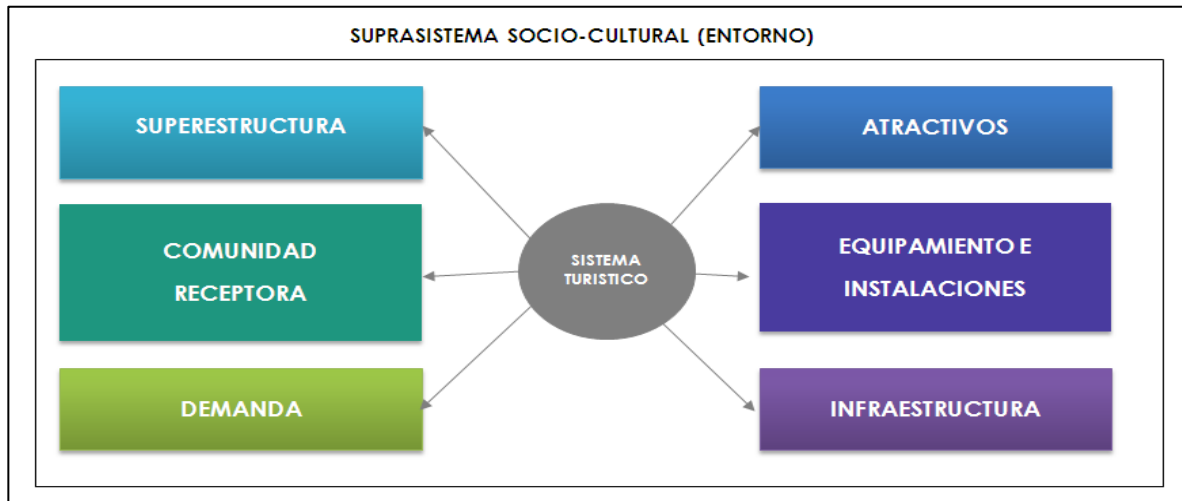 SUPRASISTEMA SOCIO-CULTURAL (ENTORNO)
SUPERESTRUCTURA
ATRACTIVOS
COMUNIDAD
RECEPTORA
SISTEMA
TURISTICO
EQUIPAMIENTO E
INSTALACIONES
DEMANDA
INFRAESTRUCTURA